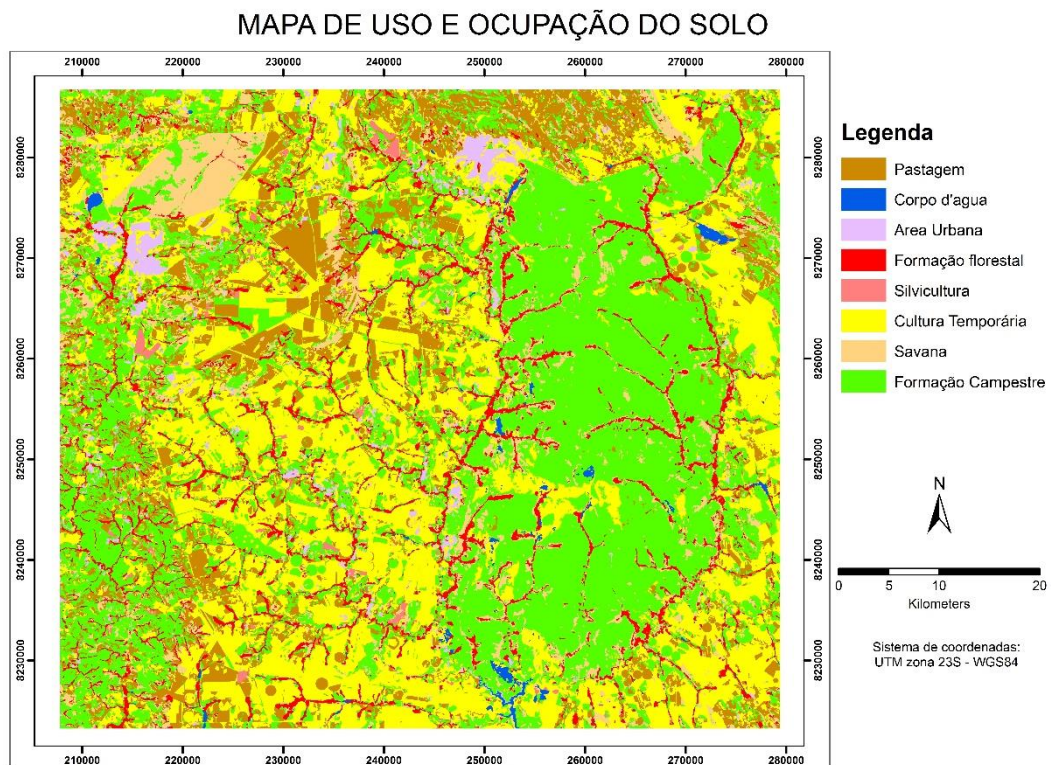 MAPA DE USO E OCUPAÇÃO DO SOLO
210000 220000 230000 240000 250000 260000 270000 280000
8280000
8270000
8260000
8250000
8240000
8230000
8280000
8270000
8260000
8250000
8240000
8230000
210000 220000 230000 240000 250000 260000 270000 280000
Legenda
Pastagem
Corpo d'agua
Area Urbana
Formação florestal
Silvicultura
Cultura Temporária
Savana
Formação Campestre
N
0 5 10 20
Kilometers
Sistema de coordenadas:
UTM zona 23S - WGS84